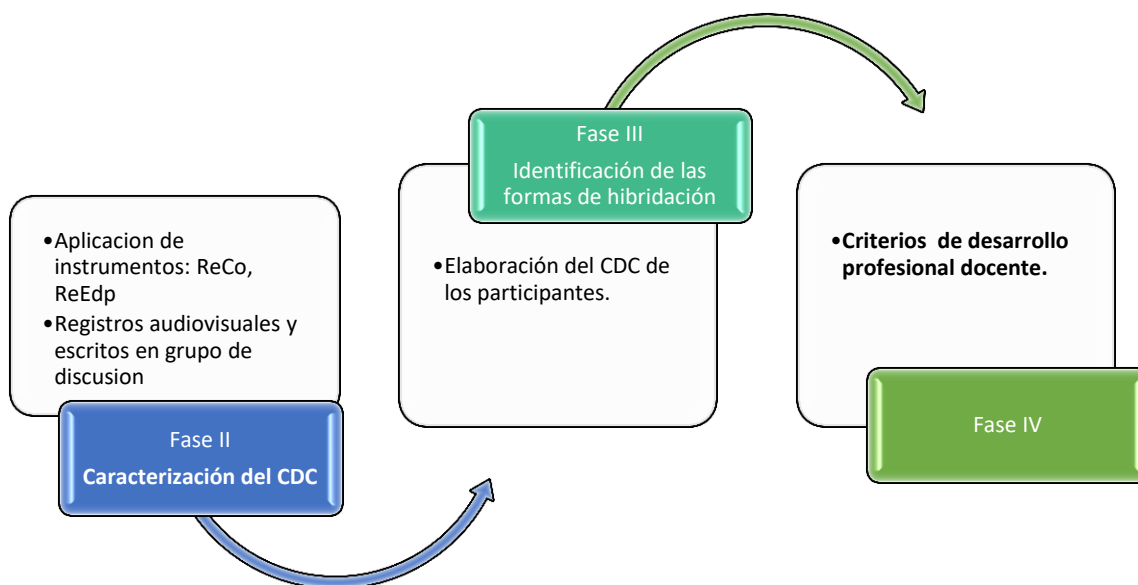 •Aplicacion de
instrumentos: ReCo,
ReEdp
•Registros audiovisuales y
escritos en grupo de
discusion
Fase II
Caracterización del CDC
Fase III
Identificación de las
formas de hibridación
•Elaboración del CDC de
los participantes.
•Criterios de desarrollo
profesional docente.
Fase IV